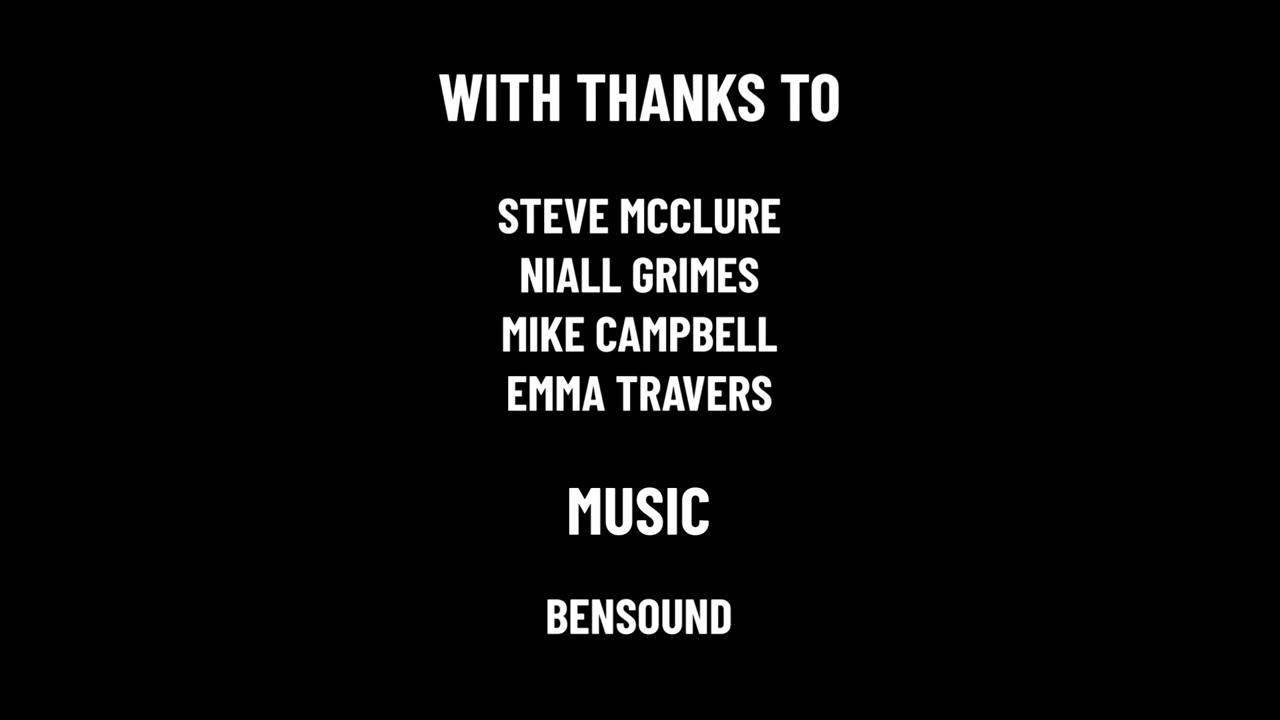 WITH THANKS TO
STEVE MCCLURE
NIALL GRIMES
MIKE CAMPBELL
EMMA TRAVERS
MUSIC
BENSOUND